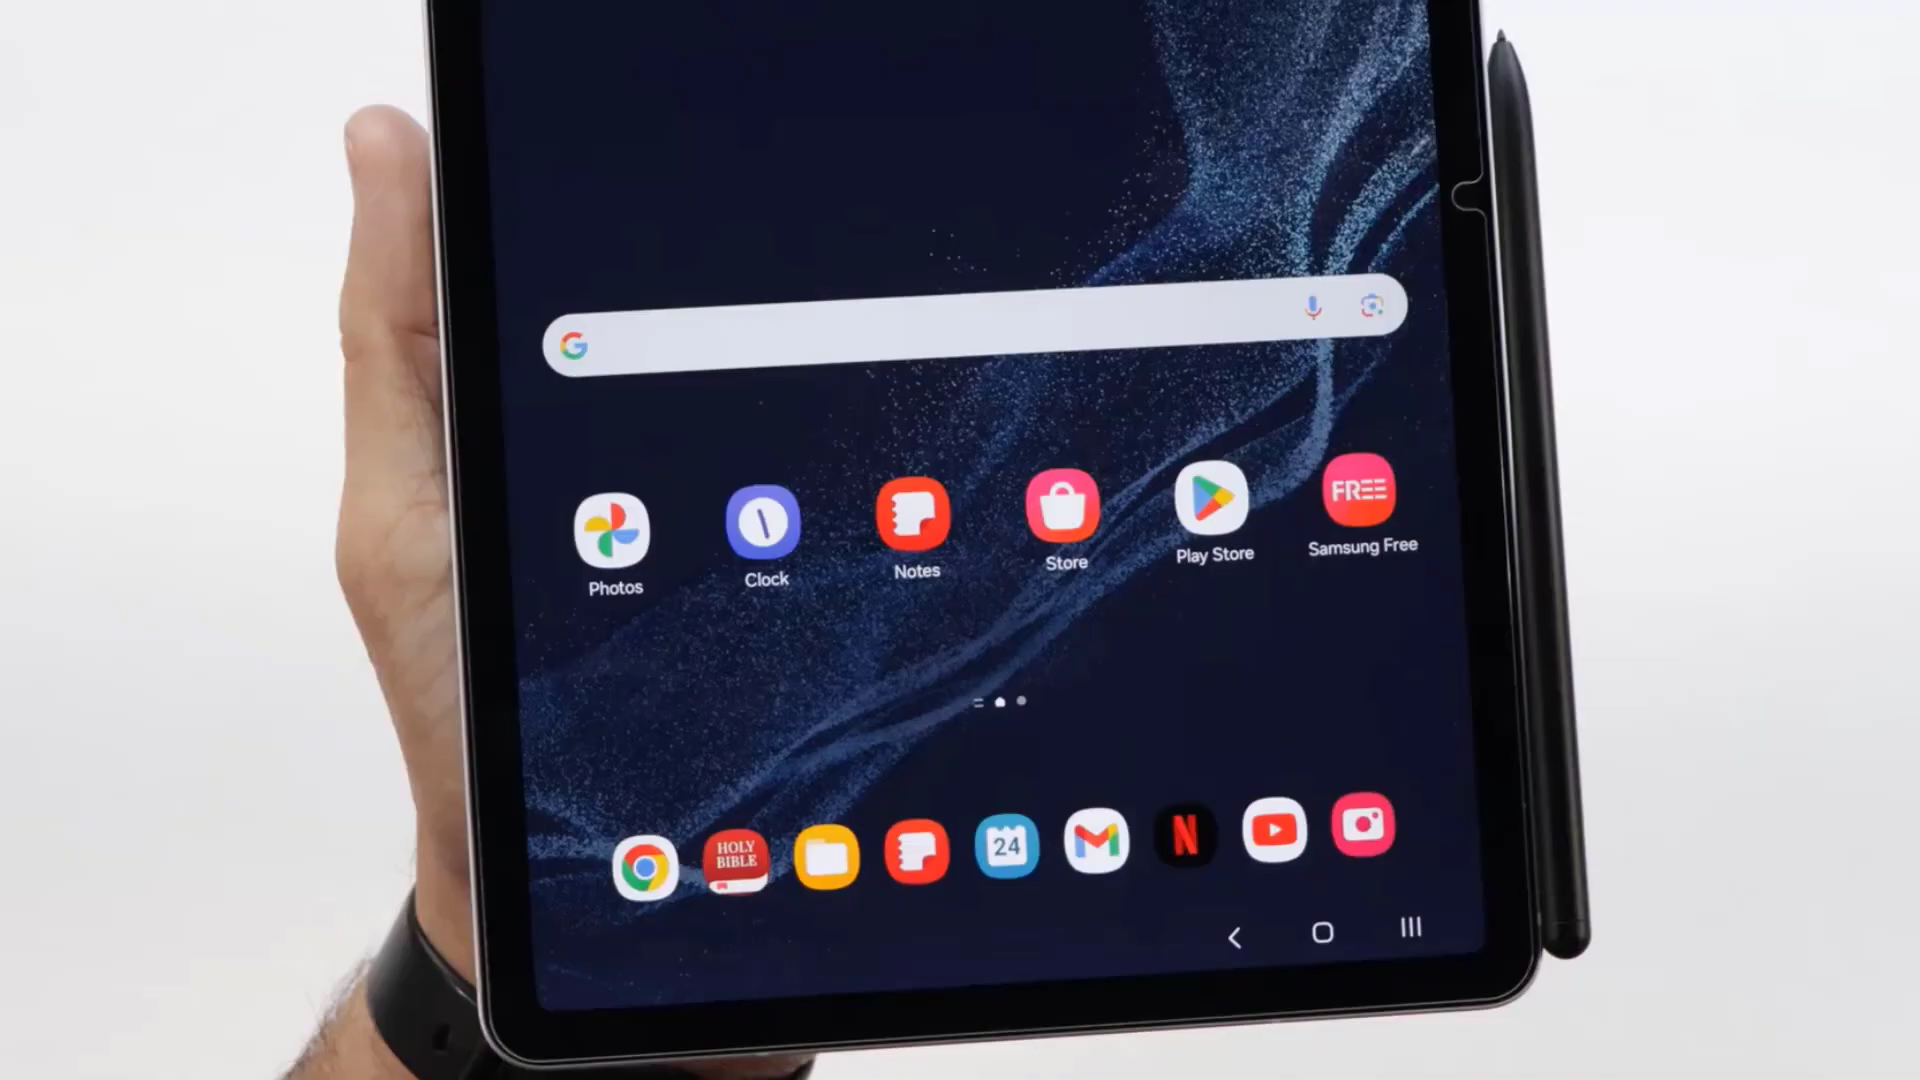 G
Photos
Clock
Notes
Store
Play Store
FREE
Samsung Free
HOLY
BIBLE
24
M
N